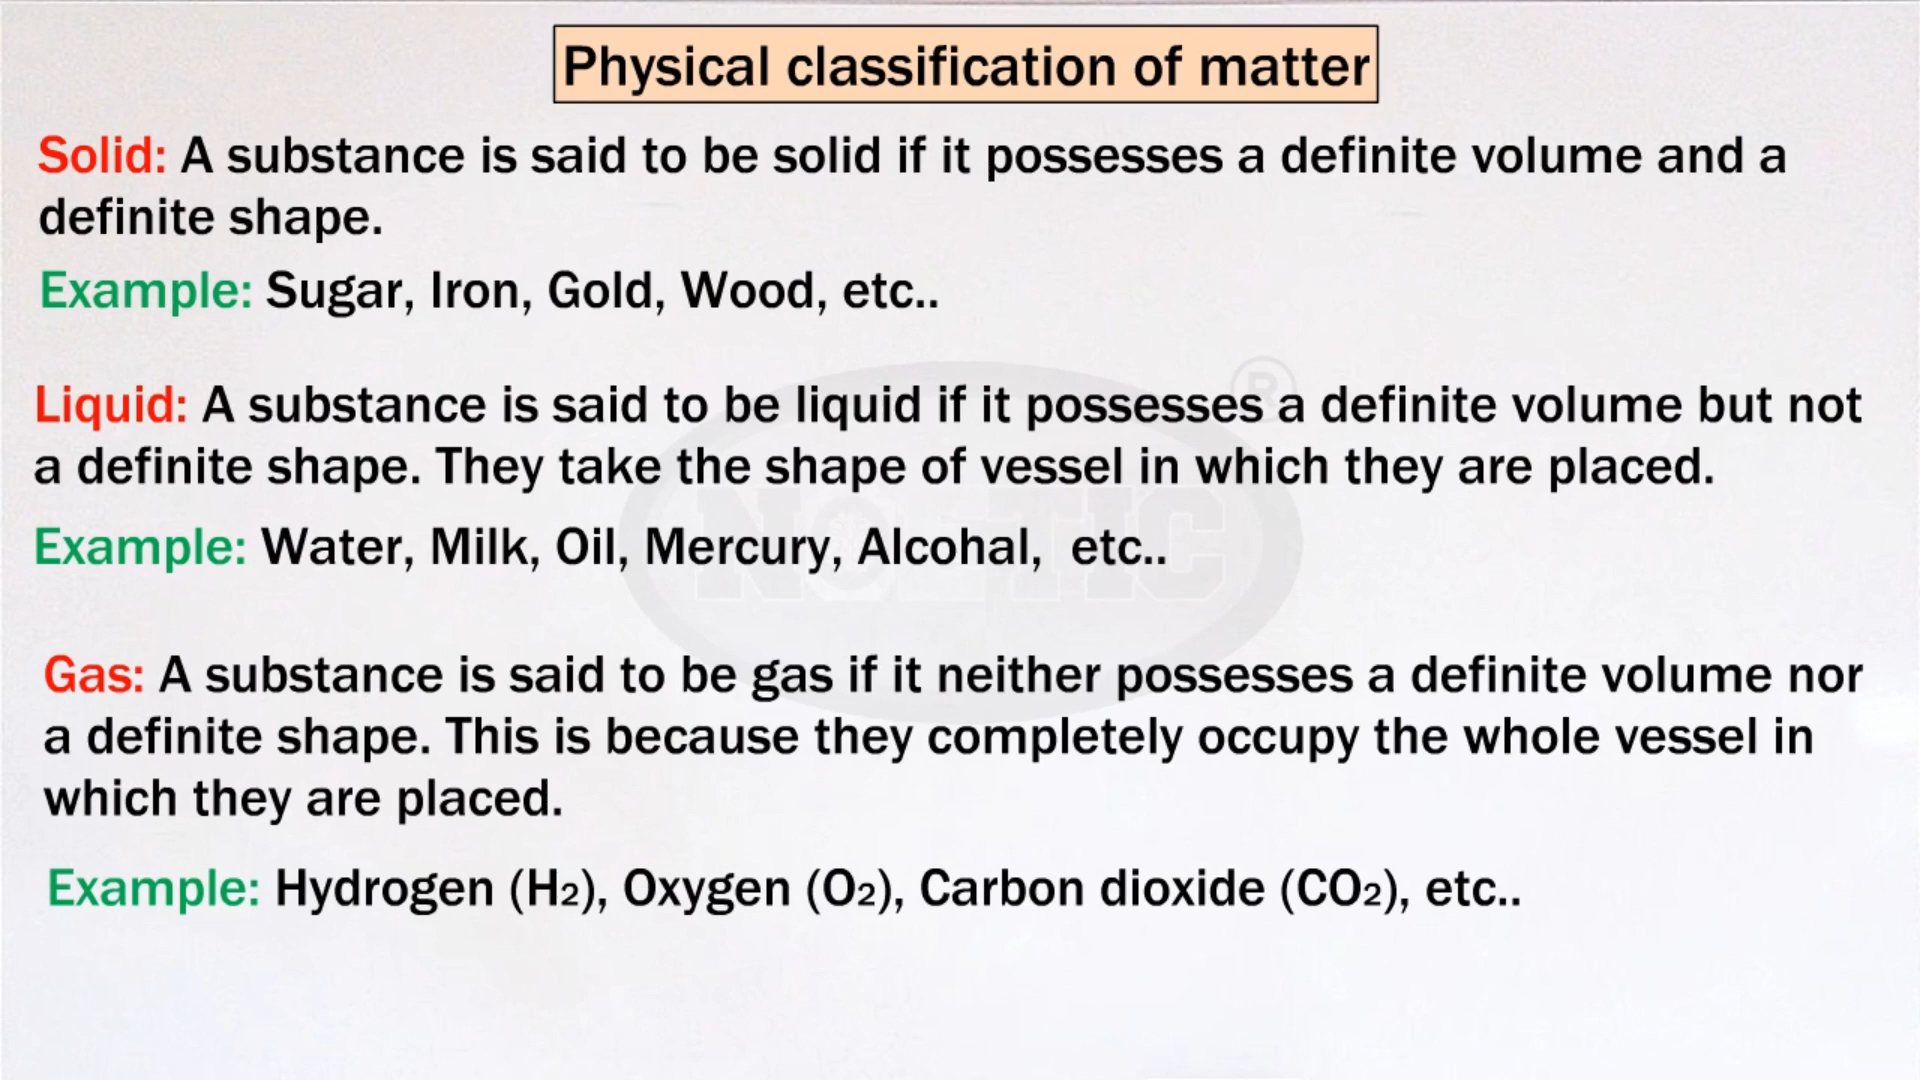 Physical classification of matter
Solid: A substance is said to be solid if it possesses a definite volume and a
definite shape.
Example: Sugar, Iron, Gold, Wood, etc..
®
Liquid: A substance is said to be liquid if it possesses a definite volume but not
a definite shape. They take the shape of vessel in which they are placed.
Example: Water, Milk, Oil, Mercury, Alcohal,  etc..
Gas: A substance is said to be gas if it neither possesses a definite volume nor
a definite shape. This is because they completely occupy the whole vessel in
which they are placed.
Example: Hydrogen (H₂), Oxygen (O₂), Carbon dioxide (CO₂), etc..